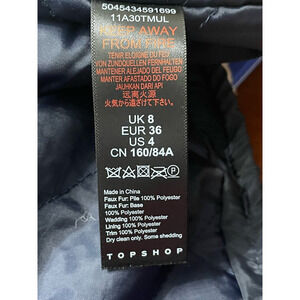 5045434591699
11A30TMUL
KEEP AWAY
FROM FIRE
TENIR ELOIGNE DU FEU
VON FEUERQUELLEN FERNHALTEN
MANTENER ALEJADO DEL FUEGO
MANTER AFASTADO DO FOGO
JAUHKAN DARI API
远离火源
火気から遠ざけて下さい。
UK 8
EUR 36
US 4
CN 160/84A
Made in China
Faux Fur: Pile 100% Polyester
Faux Fur: Base
100% Polyester
Wadding 100% Polyester
Lining 100% Polyester
Trim 100% Polyester
Dry clean only. Some shedding
TOPSHOP